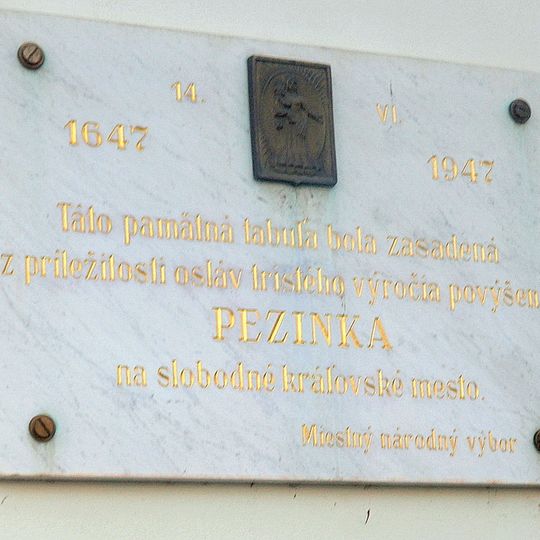 14. VI.
1647 1947
Táto pamätná tabuľa bola zasadená
z príležitosti osláv tristého výročia povýšen
PEZINKA
na slobodné kráľovské mesto.
Miestny národný výbor